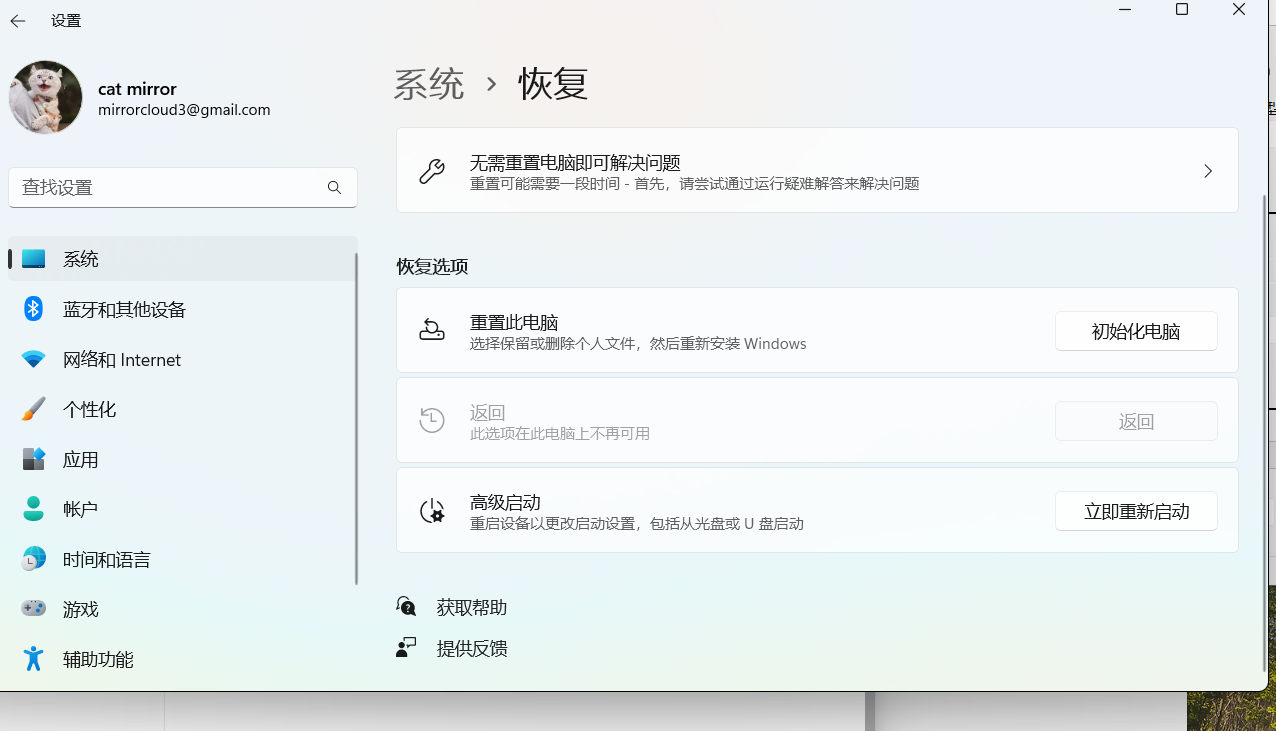 设置
cat mirror
mirrorcloud3@gmail.com
查找设置
系统
蓝牙和其他设备
网络和 Internet
个性化
应用
帐户
时间和语言
游戏
辅助功能
系统 › 恢复
无需重置电脑即可解决问题
重置可能需要一段时间 - 首先，请尝试通过运行疑难解答来解决问题
恢复选项
重置此电脑
选择保留或删除个人文件，然后重新安装 Windows
初始化电脑
返回
此选项在此电脑上不再可用
返回
高级启动
重启设备以更改启动设置，包括从光盘或 U 盘启动
立即重新启动
获取帮助
提供反馈